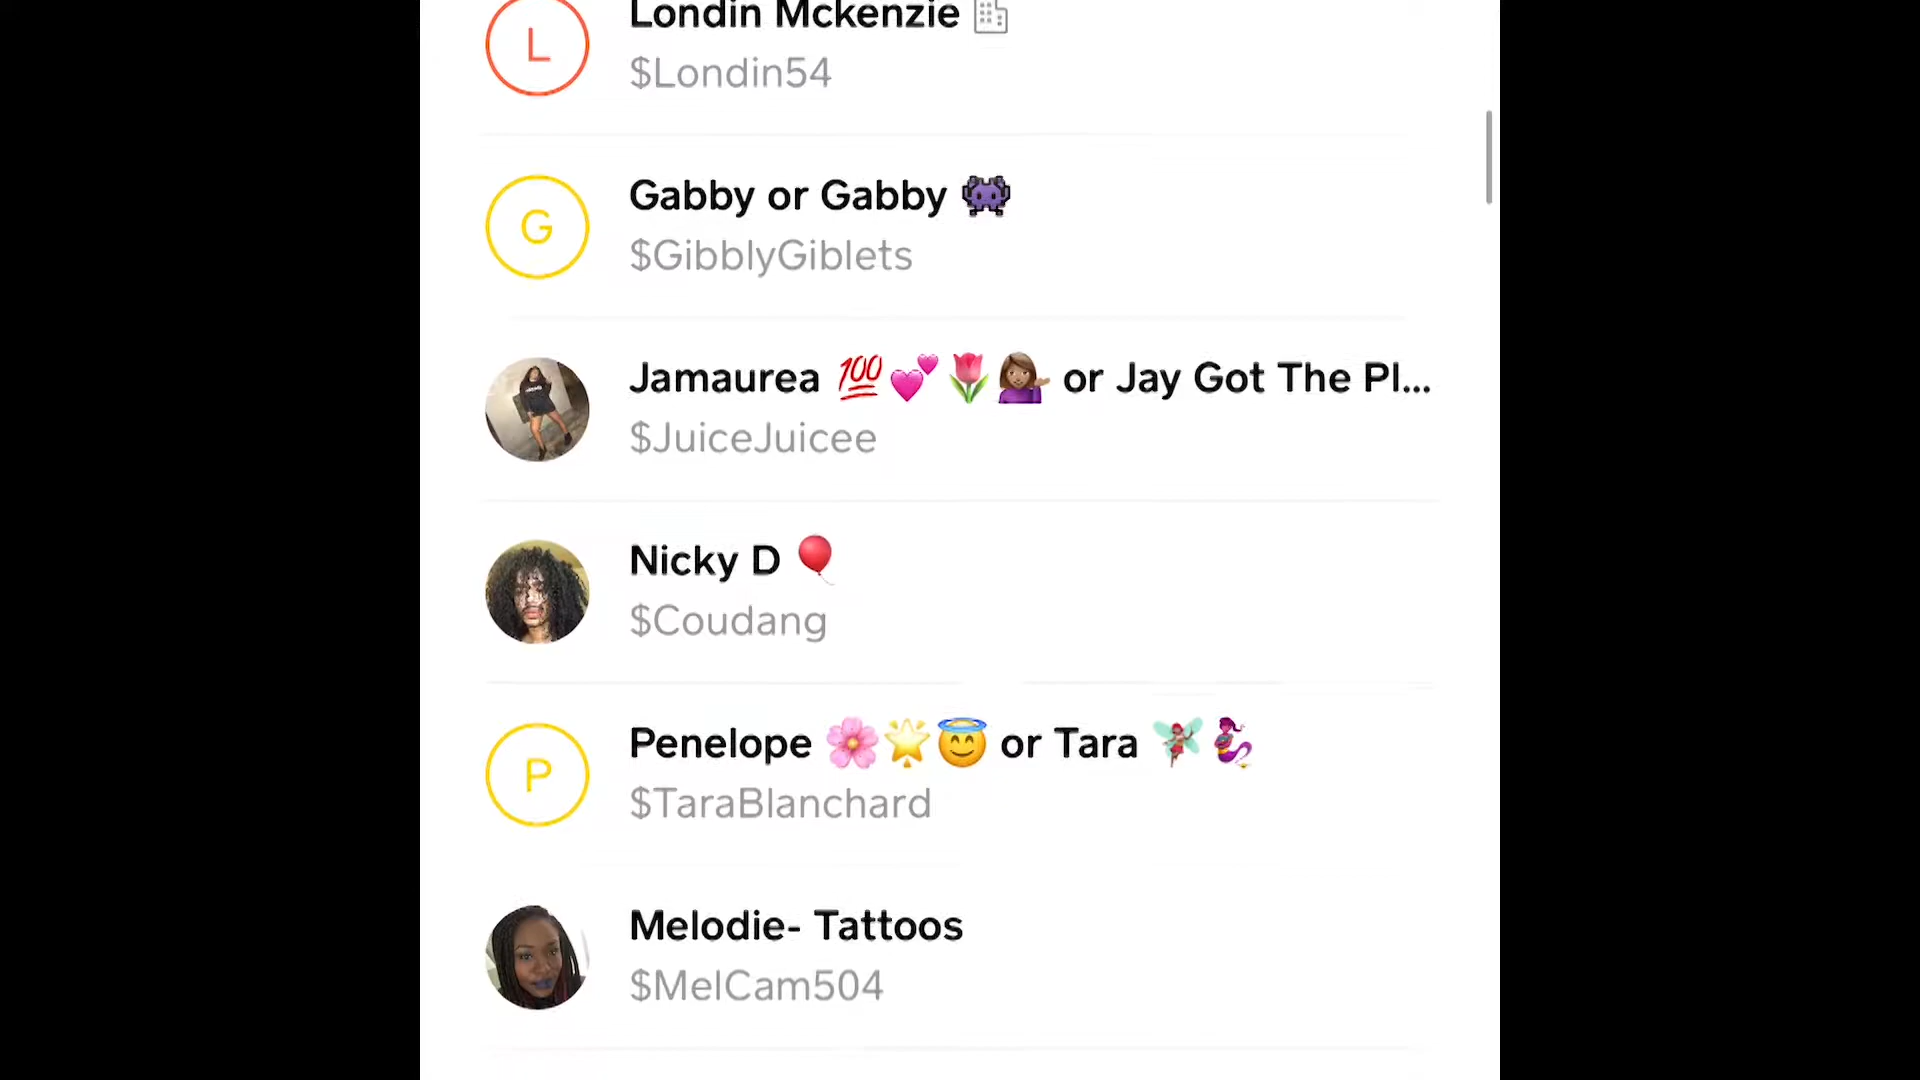 L
Londin Mckenzie
$Londin54
G
Gabby or Gabby 👾
$GibblyGiblets
Jamaurea 💯💕🌷💁🏽‍♀️ or Jay Got The Pl...
$JuiceJuicee
Nicky D 🎈
$Coudang
P
Penelope 🌸🌟😇 or Tara 🧚🏽‍♀️🧞‍♀️
$TaraBlanchard
Melodie- Tattoos
$MelCam504